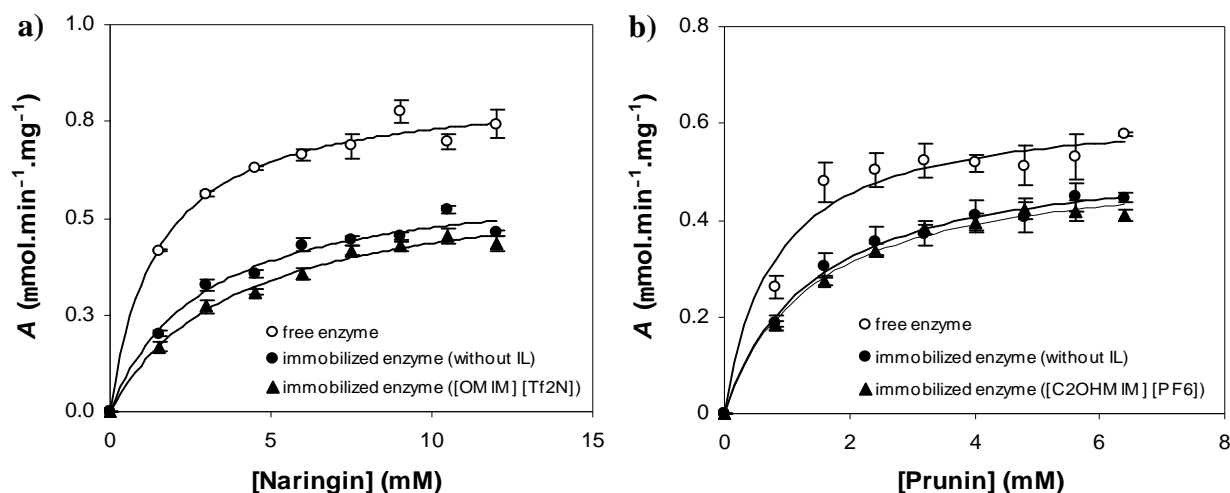 a)
A (mmol.min⁻¹.mg⁻¹)
1.0
0.8
0.5
0.3
0.0
free enzyme
immobilized enzyme (without IL)
immobilized enzyme ([OMIM] [Tf2N])
0 5 10 15
[Naringin] (mM)
b)
A (mmol.min⁻¹.mg⁻¹)
0.8
0.6
0.4
0.2
0
free enzyme
immobilized enzyme (without IL)
immobilized enzyme ([C2OHMIM] [PF6])
0 2 4 6 8
[Prunin] (mM)